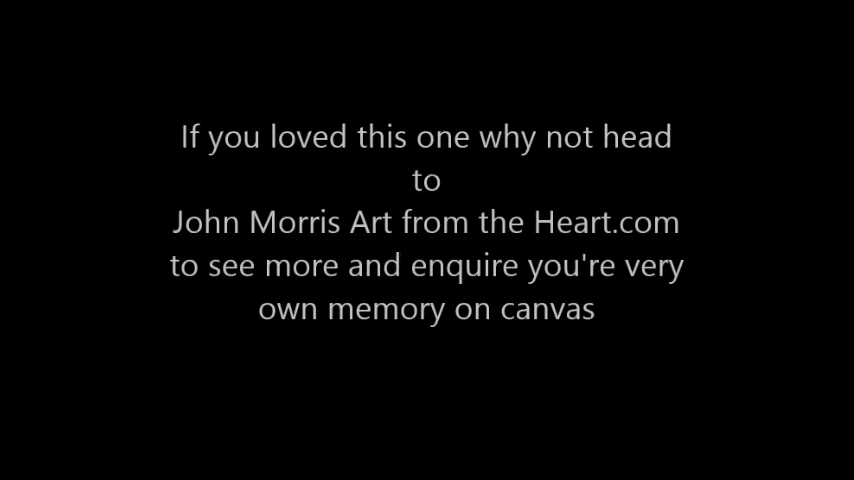 If you loved this one why not head
to
John Morris Art from the Heart.com
to see more and enquire you're very
own memory on canvas